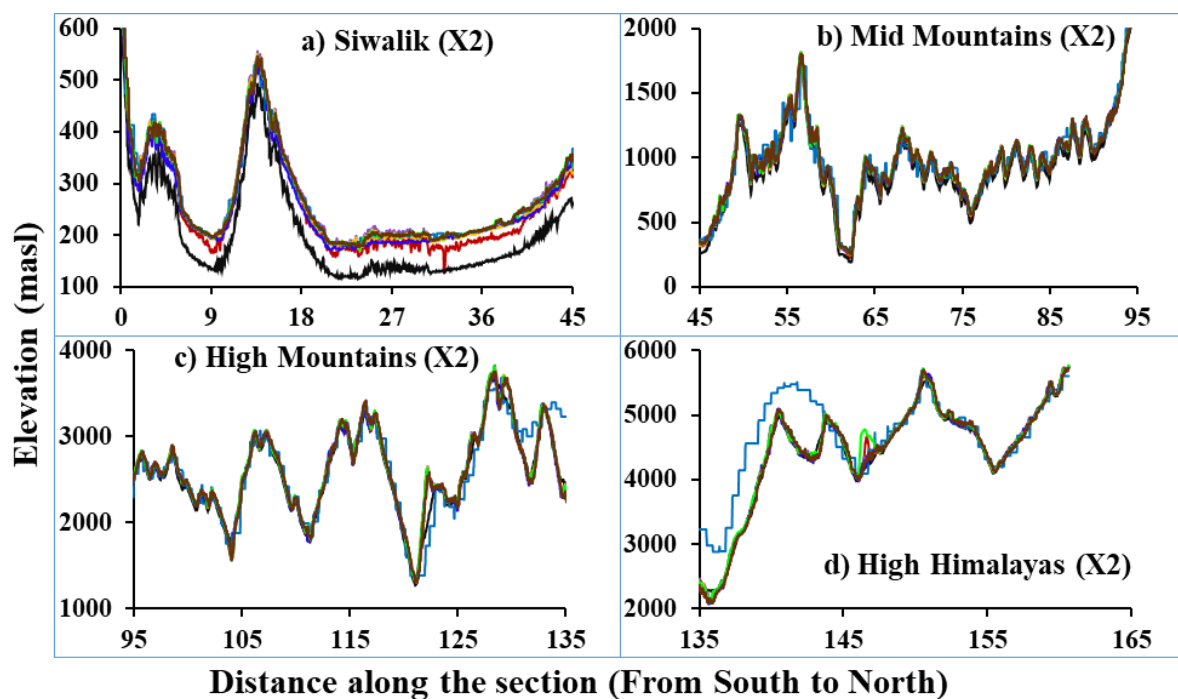 Elevation (masl)
a) Siwalik (X2)
600
500
400
300
200
100
0 9 18 27 36 45
b) Mid Mountains (X2)
2000
1500
1000
500
0
45 55 65 75 85 95
c) High Mountains (X2)
4000
3000
2000
1000
95 105 115 125 135
d) High Himalayas (X2)
6000
5000
4000
3000
2000
135 145 155 165
Distance along the section (From South to North)